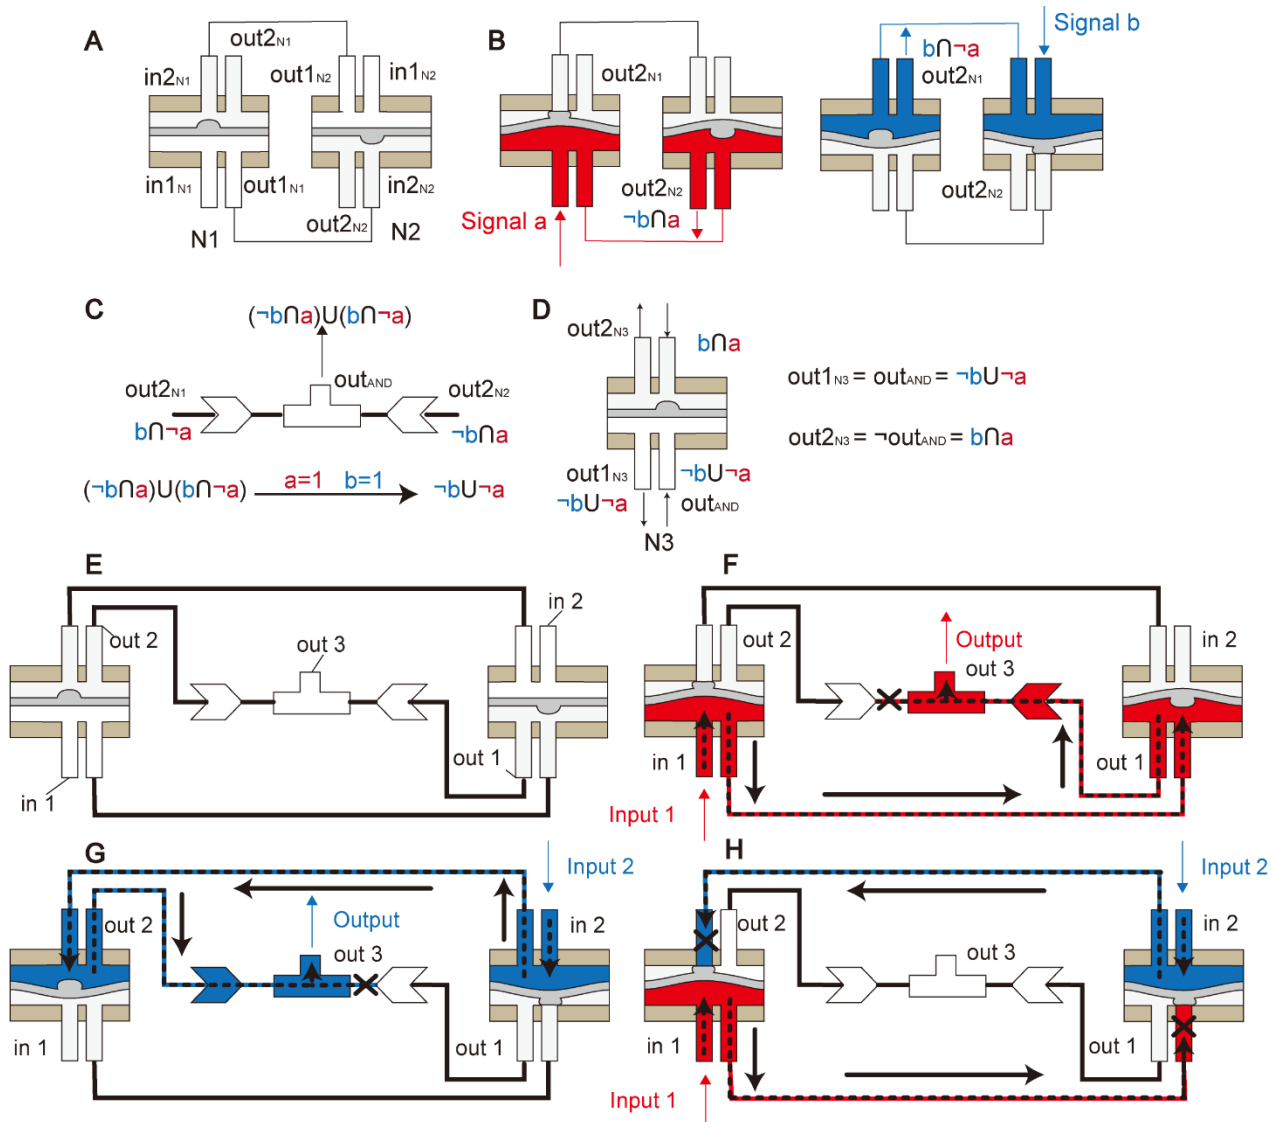 A
out2N1
in2N1
out1N2
in1N2
in1N1
out1N1
in2N2
out2N2
N1
N2
B
out2N1
out2N2
Signal a
¬b∩a
Signal b
b∩¬a
out2N1
out2N2
C
(¬b∩a)U(b∩¬a)
out2N1
outAND
out2N2
b∩¬a
¬b∩a
(¬b∩a)U(b∩¬a) a=1 b=1 ¬bU¬a
D
out2N3
b∩a
out1N3
¬bU¬a
¬bU¬a
outAND
N3
out1N3 = outAND = ¬bU¬a
out2N3 = ¬outAND = b∩a
E
in 2
out 2
out 3
out 1
in 1
F
out 2
Output
out 3
in 2
in 1
out 1
Input 1
G
Input 2
out 2
Output
in 2
out 3
in 1
out 1
H
Input 2
out 2
in 2
out 3
in 1
out 1
Input 1